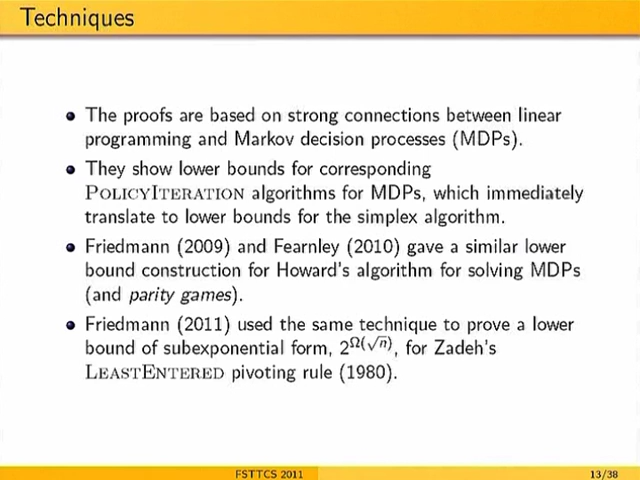 Techniques
The proofs are based on strong connections between linear
programming and Markov decision processes (MDPs).
They show lower bounds for corresponding
POLICYITERATION algorithms for MDPs, which immediately
translate to lower bounds for the simplex algorithm.
Friedmann (2009) and Fearnley (2010) gave a similar lower
bound construction for Howard's algorithm for solving MDPs
(and parity games).
Friedmann (2011) used the same technique to prove a lower
bound of subexponential form, 2^Ω(√n), for Zadeh's
LEASTENTERED pivoting rule (1980).
FSTTCS 2011 13/38